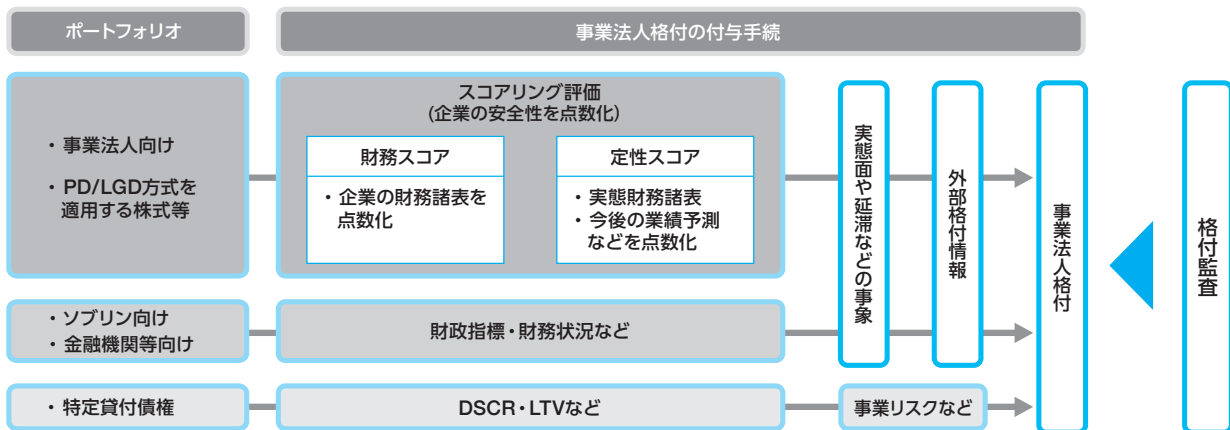 ポートフォリオ
事業法人格付の付与手続
・事業法人向け
・PD/LGD方式を
適用する株式等
スコアリング評価
(企業の安全性を点数化)
財務スコア
・企業の財務諸表を
点数化
定性スコア
・実態財務諸表
・今後の業績予測
などを点数化
実態面や延滞などの事象
外部格付情報
事業法人格付
格付監査
・ソブリン向け
・金融機関等向け
財政指標・財務状況など
・特定貸付債権
DSCR・LTVなど
事業リスクなど